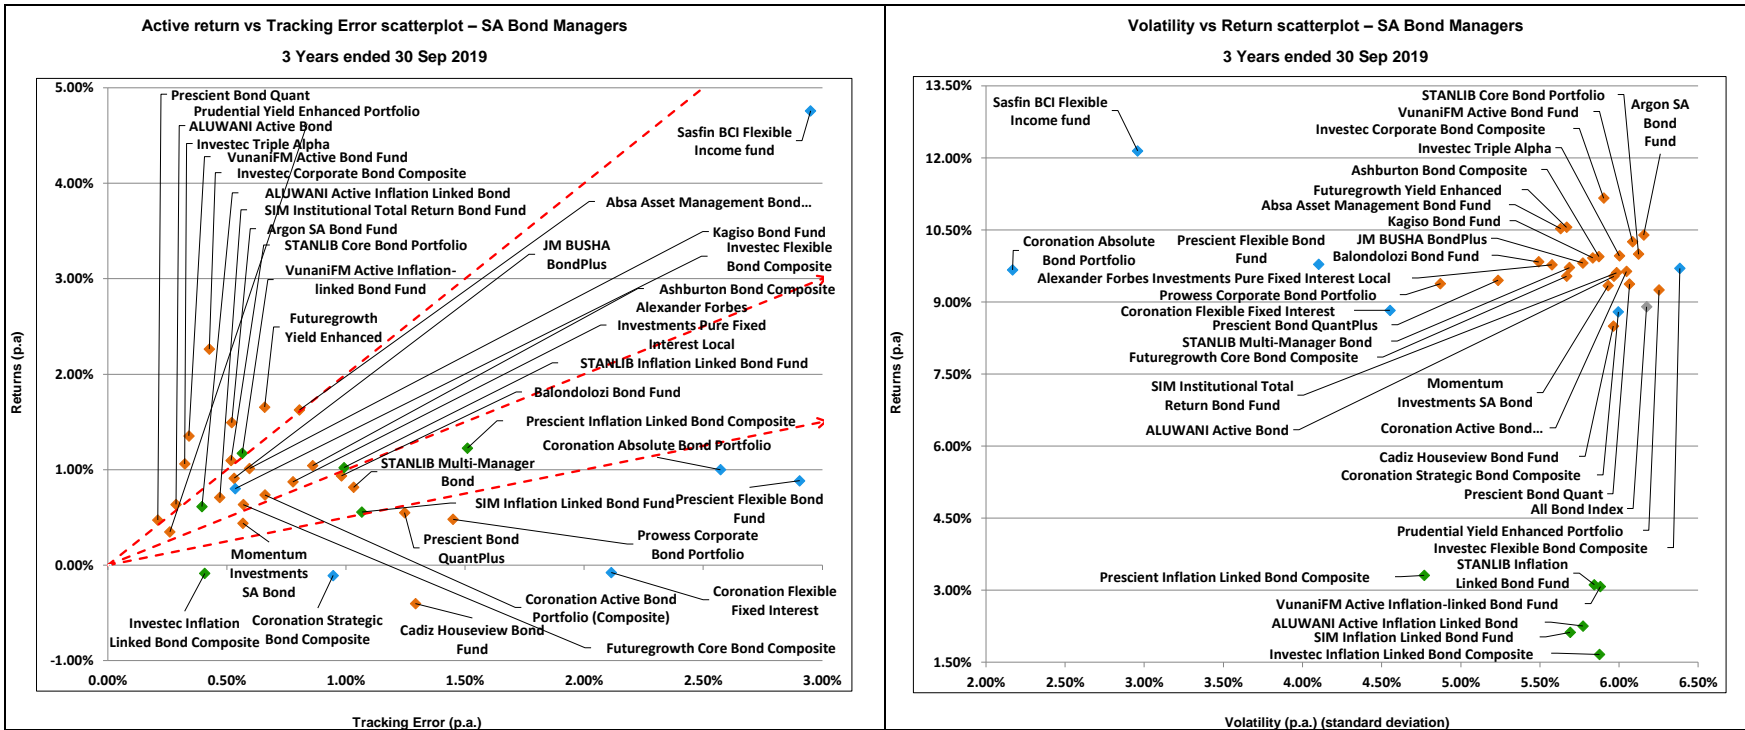 Active return vs Tracking Error scatterplot – SA Bond Managers
3 Years ended 30 Sep 2019
5.00%
4.00%
3.00%
2.00%
1.00%
0.00%
-1.00%
Returns (p.a)
Prescient Bond Quant
Prudential Yield Enhanced Portfolio
ALUWANI Active Bond
Investec Triple Alpha
VunaniFM Active Bond Fund
Investec Corporate Bond Composite
ALUWANI Active Inflation Linked Bond
SIM Institutional Total Return Bond Fund
Argon SA Bond Fund
STANLIB Core Bond Portfolio
VunaniFM Active Inflation-
linked Bond Fund
Futuregrowth
Yield Enhanced
Sasfin BCI Flexible
Income fund
Absa Asset Management Bond...
JM BUSHA
BondPlus
Kagiso Bond Fund
Investec Flexible
Bond Composite
Ashburton Bond Composite
Alexander Forbes
Investments Pure Fixed
Interest Local
STANLIB Inflation Linked Bond Fund
Balondolozi Bond Fund
Prescient Inflation Linked Bond Composite
Coronation Absolute Bond Portfolio
STANLIB Multi-Manager
Bond
SIM Inflation Linked Bond Fund
Prescient Flexible Bond
Fund
Prescient Bond
QuantPlus
Prowess Corporate
Bond Portfolio
Momentum
Investments
SA Bond
Investec Inflation
Linked Bond Composite
Coronation Strategic
Bond Composite
Cadiz Houseview Bond
Fund
Coronation Active Bond
Portfolio (Composite)
Futuregrowth Core Bond Composite
Coronation Flexible
Fixed Interest
0.00%
0.50%
1.00%
1.50%
2.00%
2.50%
3.00%
Tracking Error (p.a.)
Volatility vs Return scatterplot – SA Bond Managers
3 Years ended 30 Sep 2019
13.50%
12.00%
10.50%
9.00%
7.50%
6.00%
4.50%
3.00%
1.50%
Returns (p.a)
Sasfin BCI Flexible
Income fund
STANLIB Core Bond Portfolio
VunaniFM Active Bond Fund
Investec Corporate Bond Composite
Investec Triple Alpha
Argon SA
Bond
Fund
Ashburton Bond Composite
Futuregrowth Yield Enhanced
Absa Asset Management Bond Fund
Kagiso Bond Fund
JM BUSHA BondPlus
Balondolozi Bond Fund
Coronation Absolute
Bond Portfolio
Prescient Flexible Bond
Fund
Alexander Forbes Investments Pure Fixed Interest Local
Prowess Corporate Bond Portfolio
Coronation Flexible Fixed Interest
Prescient Bond QuantPlus
STANLIB Multi-Manager Bond
Futuregrowth Core Bond Composite
SIM Institutional Total
Return Bond Fund
ALUWANI Active Bond
Momentum
Investments SA Bond
Coronation Active Bond...
Cadiz Houseview Bond Fund
Coronation Strategic Bond Composite
Prescient Bond Quant
All Bond Index
Prudential Yield Enhanced Portfolio
Investec Flexible Bond Composite
STANLIB Inflation
Linked Bond Fund
Prescient Inflation Linked Bond Composite
VunaniFM Active Inflation-linked Bond Fund
ALUWANI Active Inflation Linked Bond
SIM Inflation Linked Bond Fund
Investec Inflation Linked Bond Composite
2.00%
2.50%
3.00%
3.50%
4.00%
4.50%
5.00%
5.50%
6.00%
6.50%
Volatility (p.a.) (standard deviation)